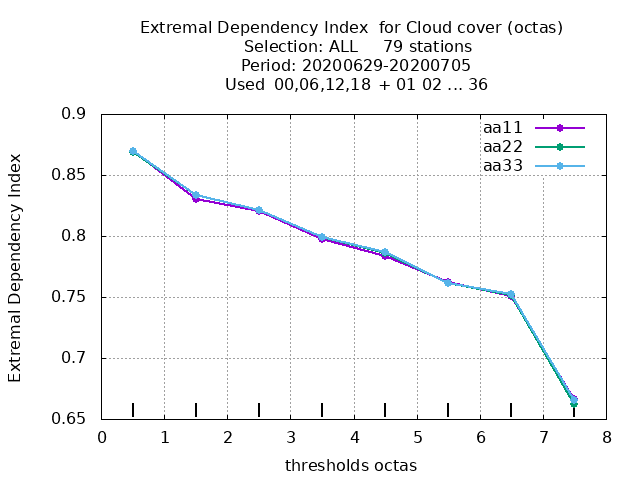 Extremal Dependency Index  for Cloud cover (octas)
Selection: ALL     79 stations
Period: 20200629-20200705
Used  00,06,12,18 + 01 02 ... 36
aa11
aa22
aa33
Extremal Dependency Index
0.9
0.85
0.8
0.75
0.7
0.65
0 1 2 3 4 5 6 7 8
thresholds octas